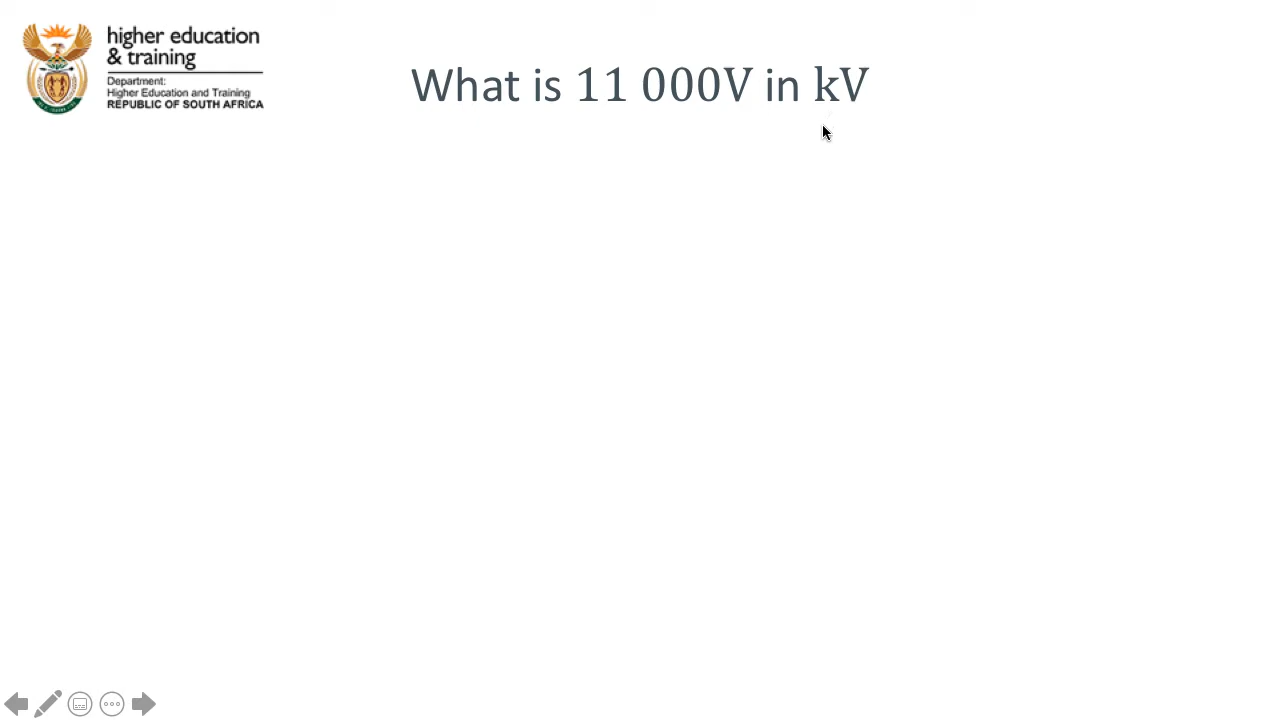 higher education
& training
Department:
Higher Education and Training
REPUBLIC OF SOUTH AFRICA
What is 11 000V in kV